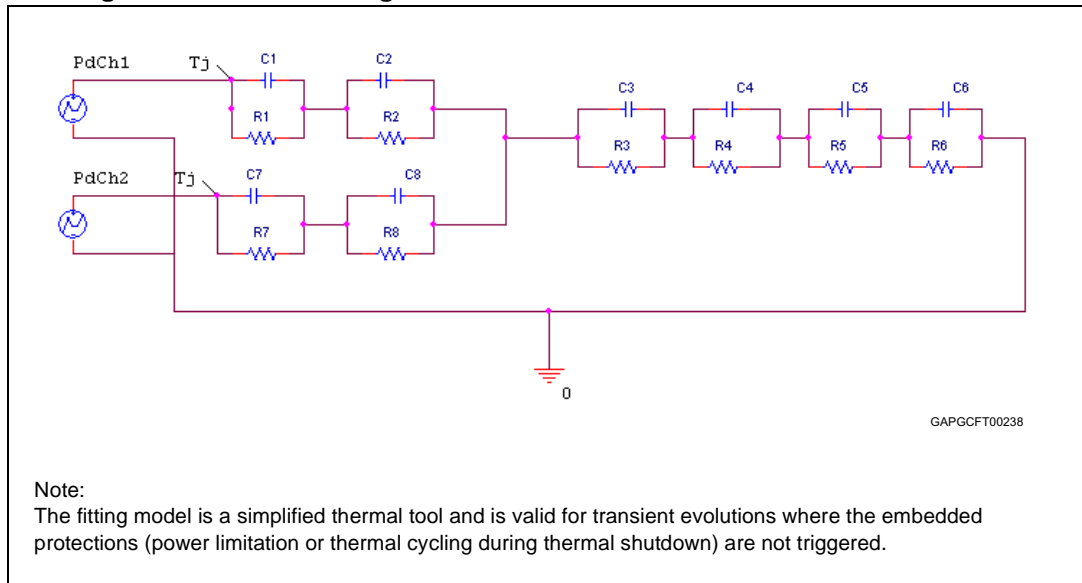 PdCh1 Tj C1 C2
C3 C4 C5 C6
R1 R2
R3 R4 R5 R6
PdCh2 Tj C7 C8
R7 R8
0
GAPGCFT00238
Note:
The fitting model is a simplified thermal tool and is valid for transient evolutions where the embedded
protections (power limitation or thermal cycling during thermal shutdown) are not triggered.